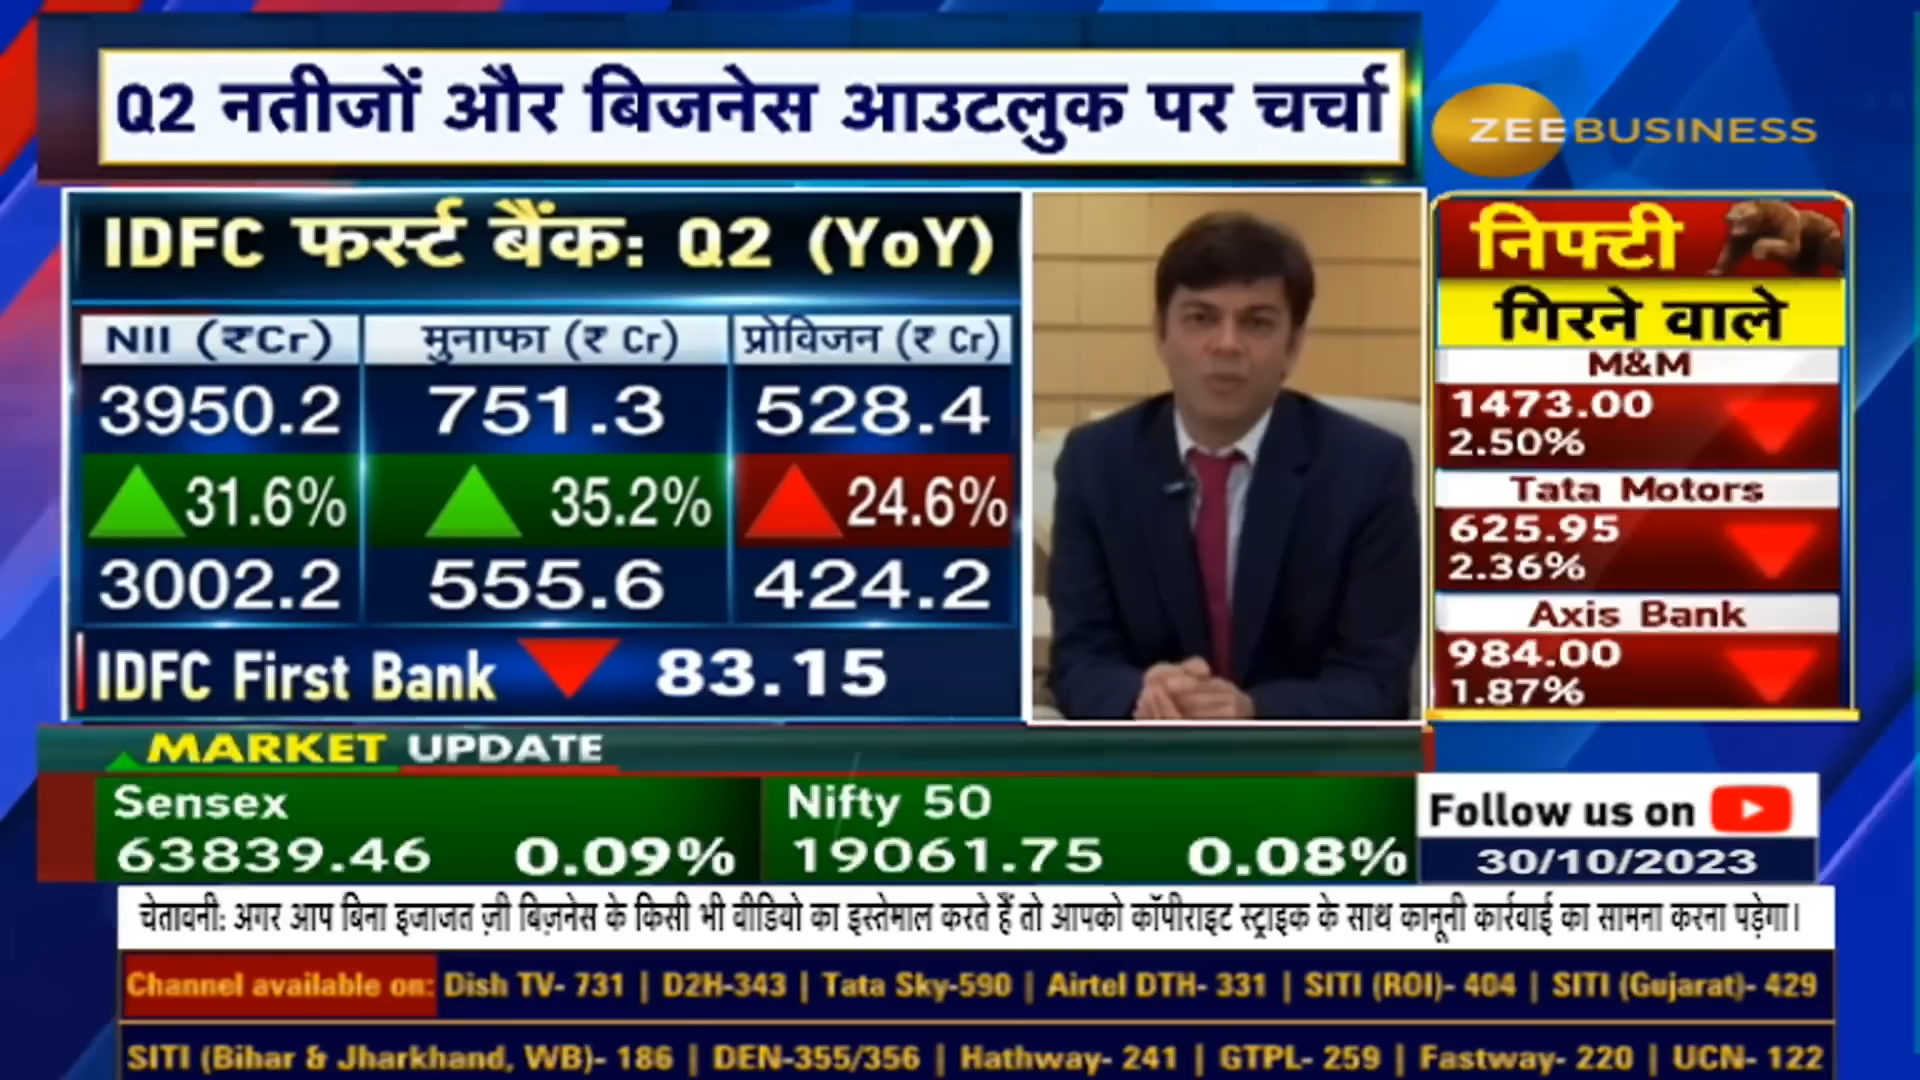 Q2 नतीजों और बिजनेस आउटलुक पर चर्चा
ZEEBUSINESS
IDFC फर्स्ट बैंक: Q2 (YoY)
NII (₹Cr) मुनाफा (₹ Cr) प्रोविजन (₹ Cr)
3950.2 751.3 528.4
31.6% 35.2% 24.6%
3002.2 555.6 424.2
IDFC First Bank 83.15
निफ्टी
गिरने वाले
M&M
1473.00
2.50%
Tata Motors
625.95
2.36%
Axis Bank
984.00
1.87%
MARKET UPDATE
Sensex
63839.46 0.09%
Nifty 50
19061.75 0.08%
Follow us on
30/10/2023
चेतावनी: अगर आप बिना इजाजत ज़ी बिज़नेस के किसी भी वीडियो का इस्तेमाल करते हैं तो आपको कॉपीराइट स्ट्राइक के साथ कानूनी कार्रवाई का सामना करना पड़ेगा।
Channel available on: Dish TV- 731 | D2H-343 | Tata Sky-590 | Airtel DTH- 331 | SITI (ROI)- 404 | SITI (Gujarat)- 429
SITI (Bihar & Jharkhand, WB)- 186 | DEN-355/356 | Hathway- 241 | GTPL- 259 | Fastway- 220 | UCN- 122